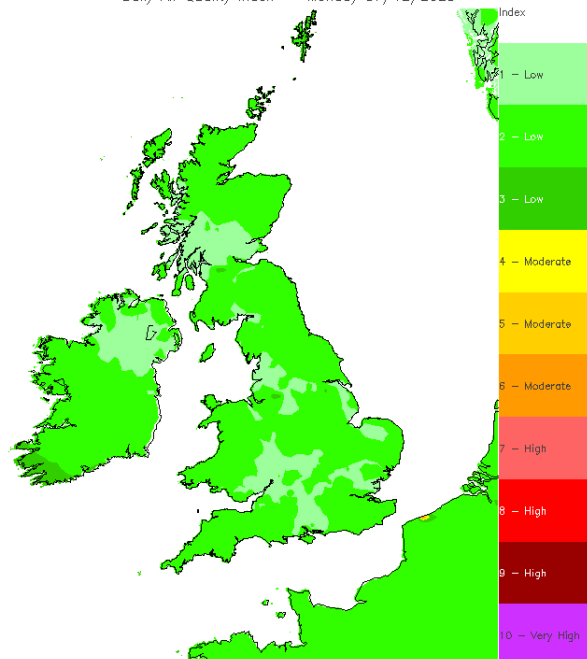 Index
1 – Low
2 – Low
3 – Low
4 – Moderate
5 – Moderate
6 – Moderate
7 – High
8 – High
9 – High
10 – Very High